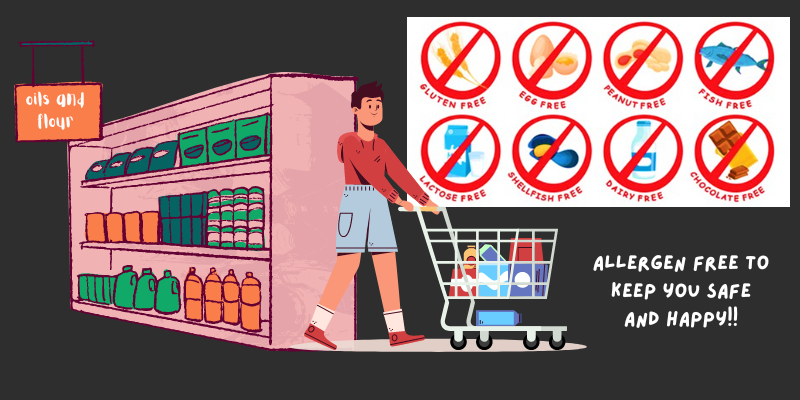 oils and
flour
GLUTEN FREE
EGG FREE
PEANUT FREE
FISH FREE
LACTOSE FREE
SHELLFISH FREE
DAIRY FREE
CHOCOLATE FREE
ALLERGEN FREE TO
KEEP YOU SAFE
AND HAPPY!!